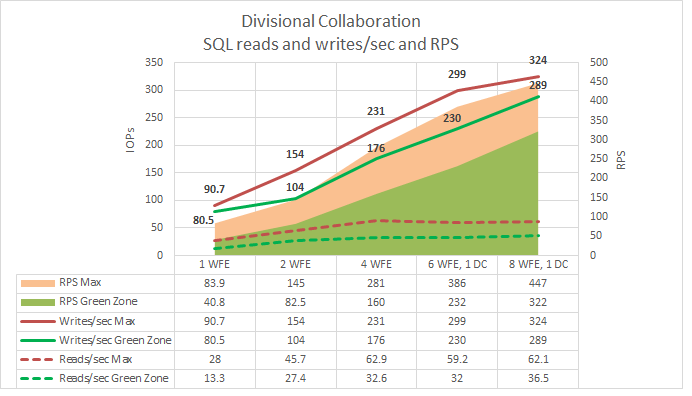 Divisional Collaboration
SQL reads and writes/sec and RPS
IOPs
350
300
250
200
150
100
50
0
90.7
154
231
299
324
80.5
104
176
230
289
500
450
400
350
300
250
200
150
100
50
0
RPS
1 WFE 2 WFE 4 WFE 6 WFE, 1 DC 8 WFE, 1 DC
RPS Max 83.9 145 281 386 447
RPS Green Zone 40.8 82.5 160 232 322
Writes/sec Max 90.7 154 231 299 324
Writes/sec Green Zone 80.5 104 176 230 289
Reads/sec Max 28 45.7 62.9 59.2 62.1
Reads/sec Green Zone 13.3 27.4 32.6 32 36.5